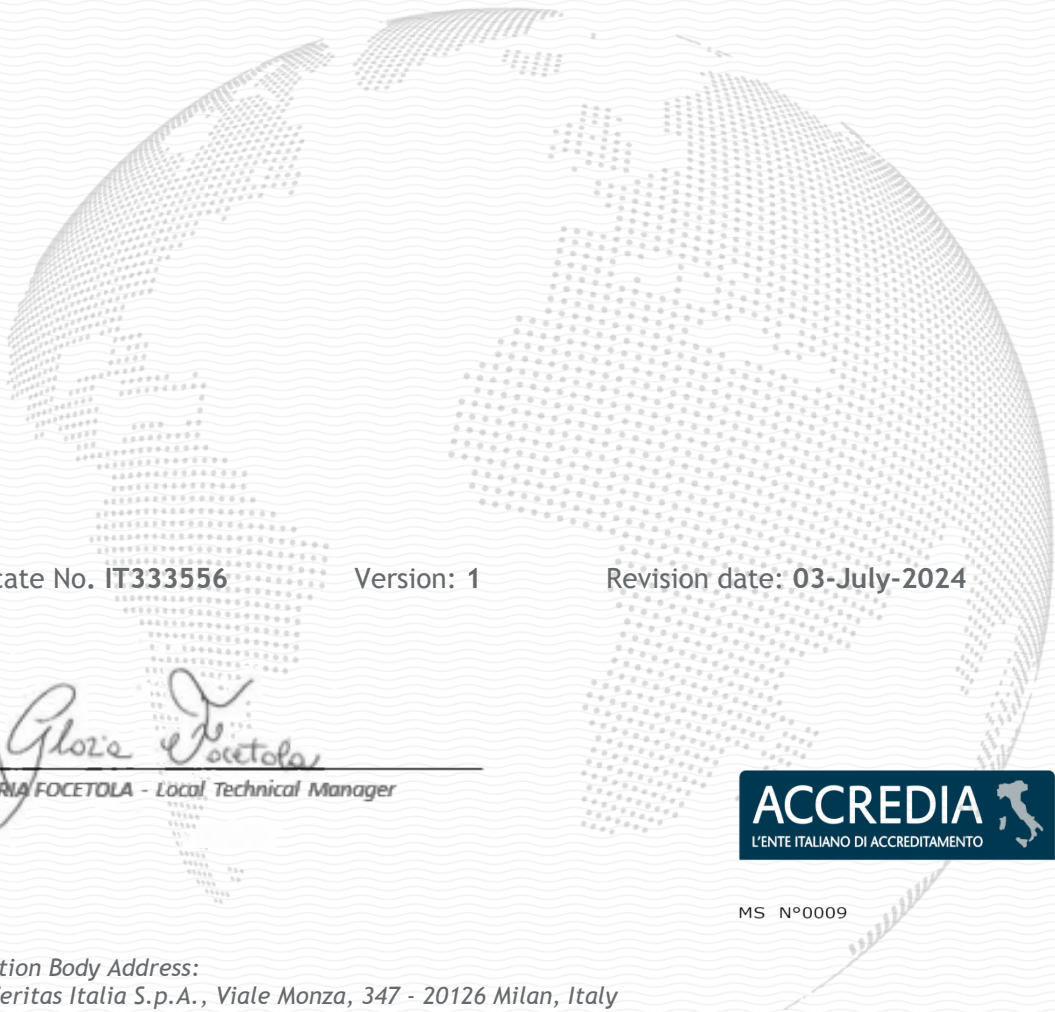 cate No. IT333556 Version: 1 Revision date: 03-July-2024
Gloria Focetola
RIA FOCETOLA - Local Technical Manager
ACCREDIA
L'ENTE ITALIANO DI ACCREDITAMENTO
MS N°0009
tion Body Address:
eritas Italia S.p.A., Viale Monza, 347 - 20126 Milan, Italy